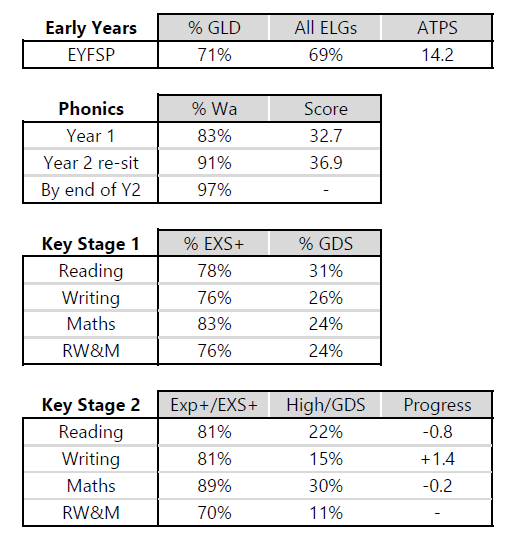 Early Years % GLD All ELGs ATPS
EYFSP 71% 69% 14.2
Phonics % Wa Score
Year 1 83% 32.7
Year 2 re-sit 91% 36.9
By end of Y2 97% -
Key Stage 1 % EXS+ % GDS
Reading 78% 31%
Writing 76% 26%
Maths 83% 24%
RW&M 76% 24%
Key Stage 2 Exp+/EXS+ High/GDS Progress
Reading 81% 22% -0.8
Writing 81% 15% +1.4
Maths 89% 30% -0.2
RW&M 70% 11% -